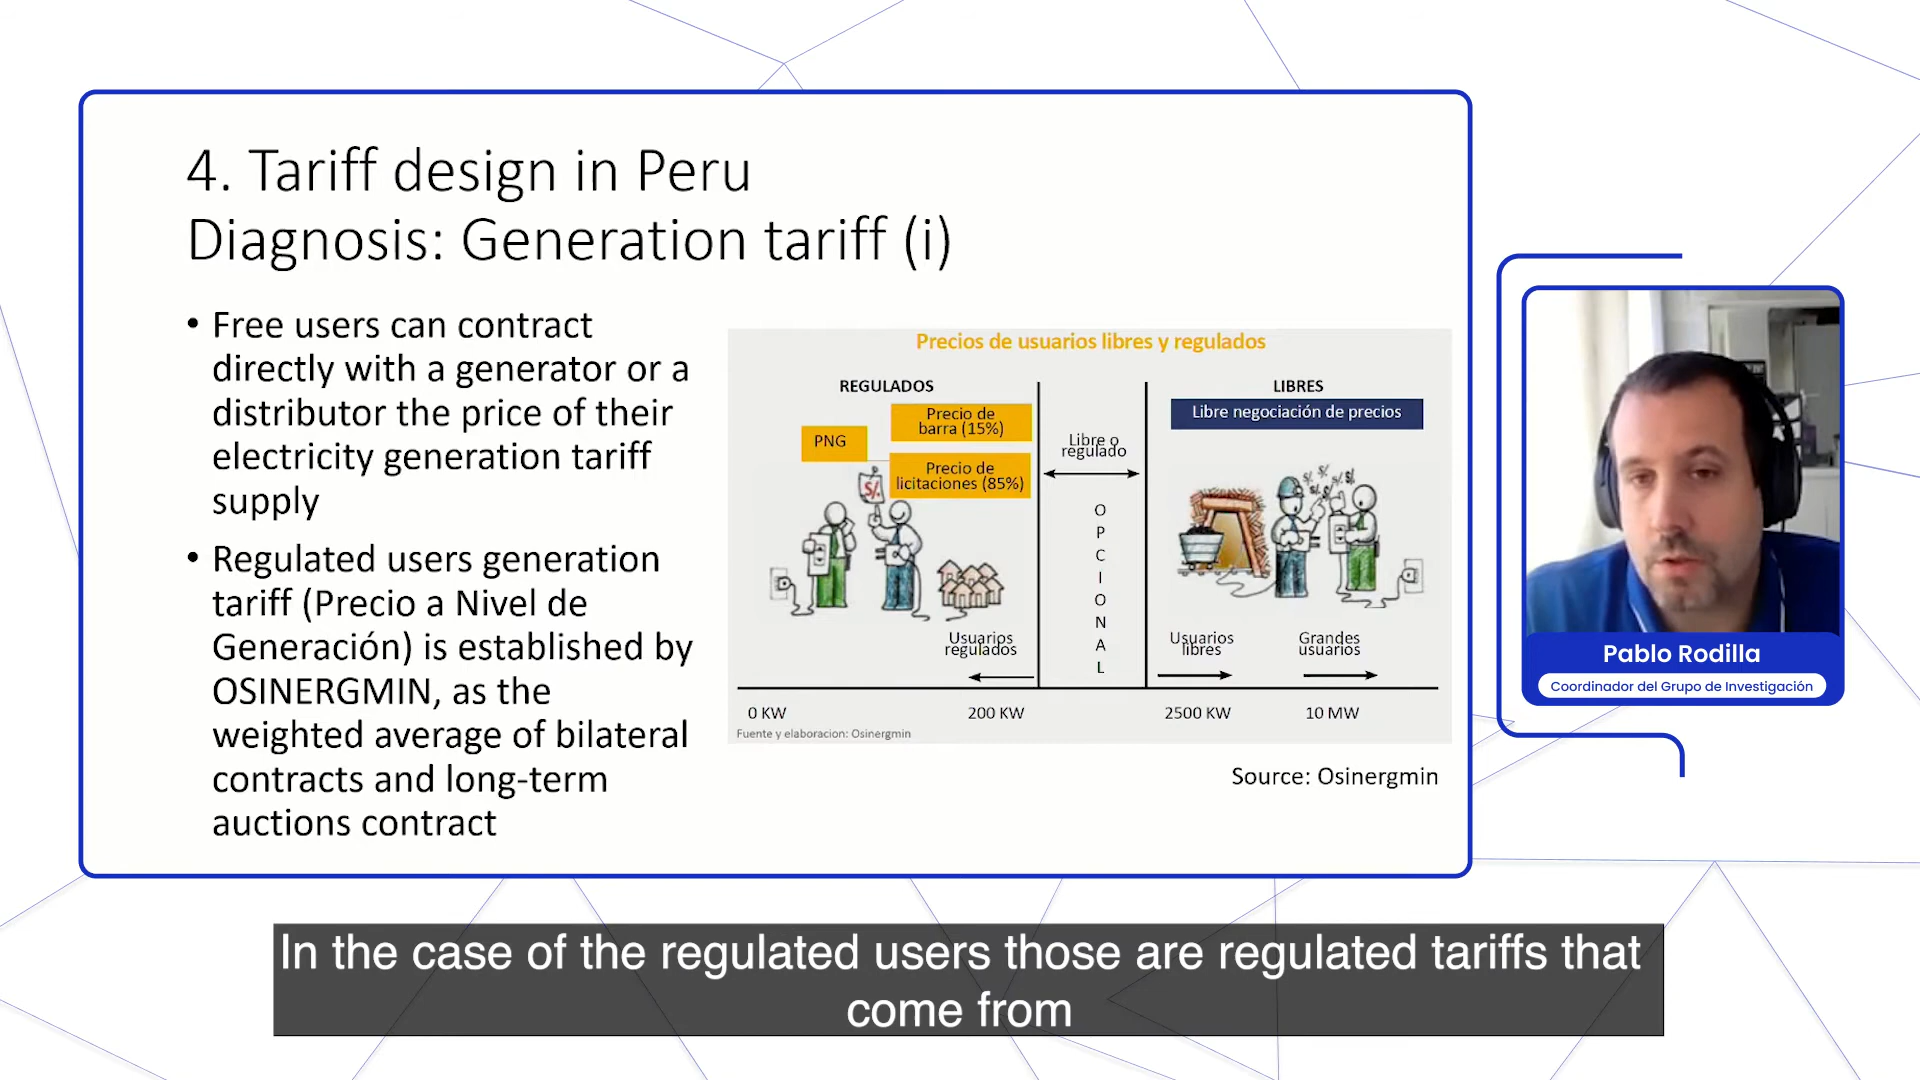 4. Tariff design in Peru
Diagnosis: Generation tariff (i)
• Free users can contract
directly with a generator or a
distributor the price of their
electricity generation tariff
supply
• Regulated users generation
tariff (Precio a Nivel de
Generación) is established by
OSINERGMIN, as the
weighted average of bilateral
contracts and long-term
auctions contract
Precios de usuarios libres y regulados
REGULADOS
PNG
Precio de
barra (15%)
Precio de
licitaciones (85%)
S/.
Usuarios
regulados
Libre o
regulado
O
P
C
I
O
N
A
L
LIBRES
Libre negociación de precios
S/. S/. S/. S/. S/.
Usuarios
libres
Grandes
usuarios
0 KW
200 KW
2500 KW
10 MW
Fuente y elaboracion: Osinergmin
Source: Osinergmin
Pablo Rodilla
Coordinador del Grupo de Investigación
In the case of the regulated users those are regulated tariffs that
come from